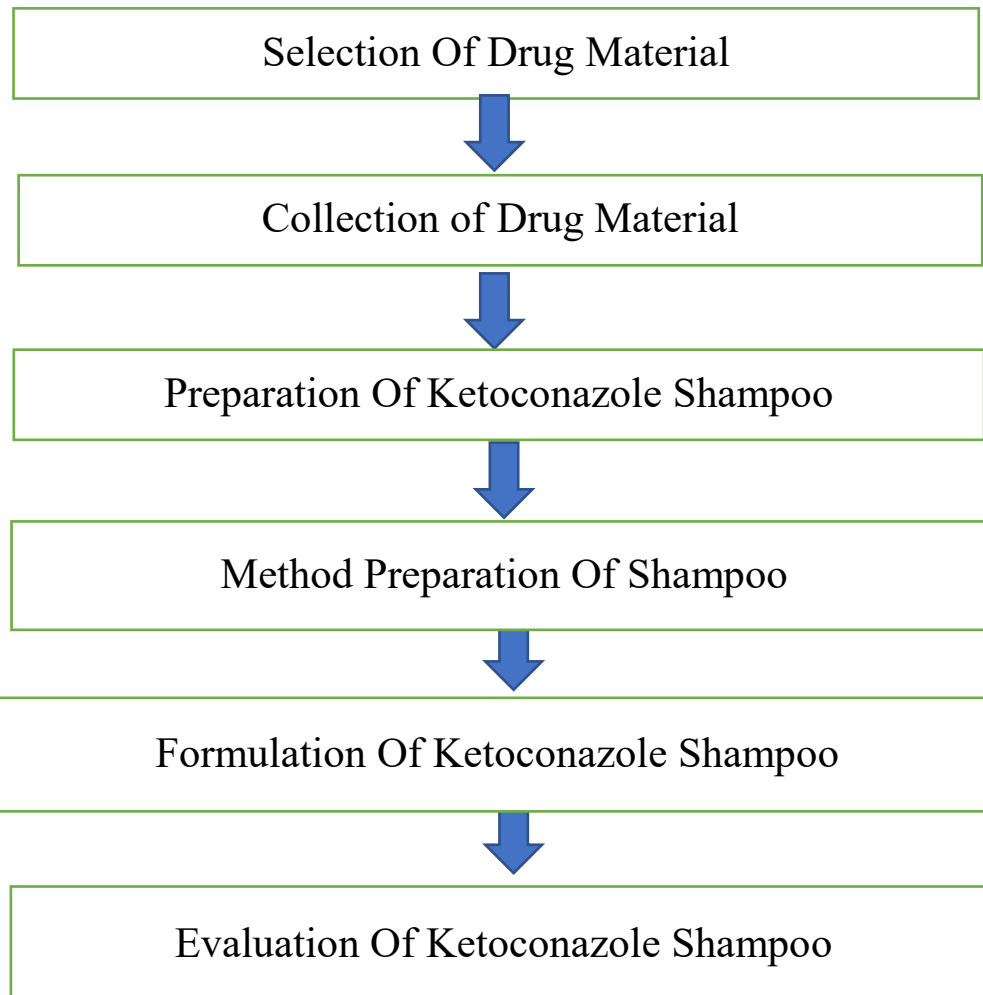 Selection Of Drug Material
Collection of Drug Material
Preparation Of Ketoconazole Shampoo
Method Preparation Of Shampoo
Formulation Of Ketoconazole Shampoo
Evaluation Of Ketoconazole Shampoo